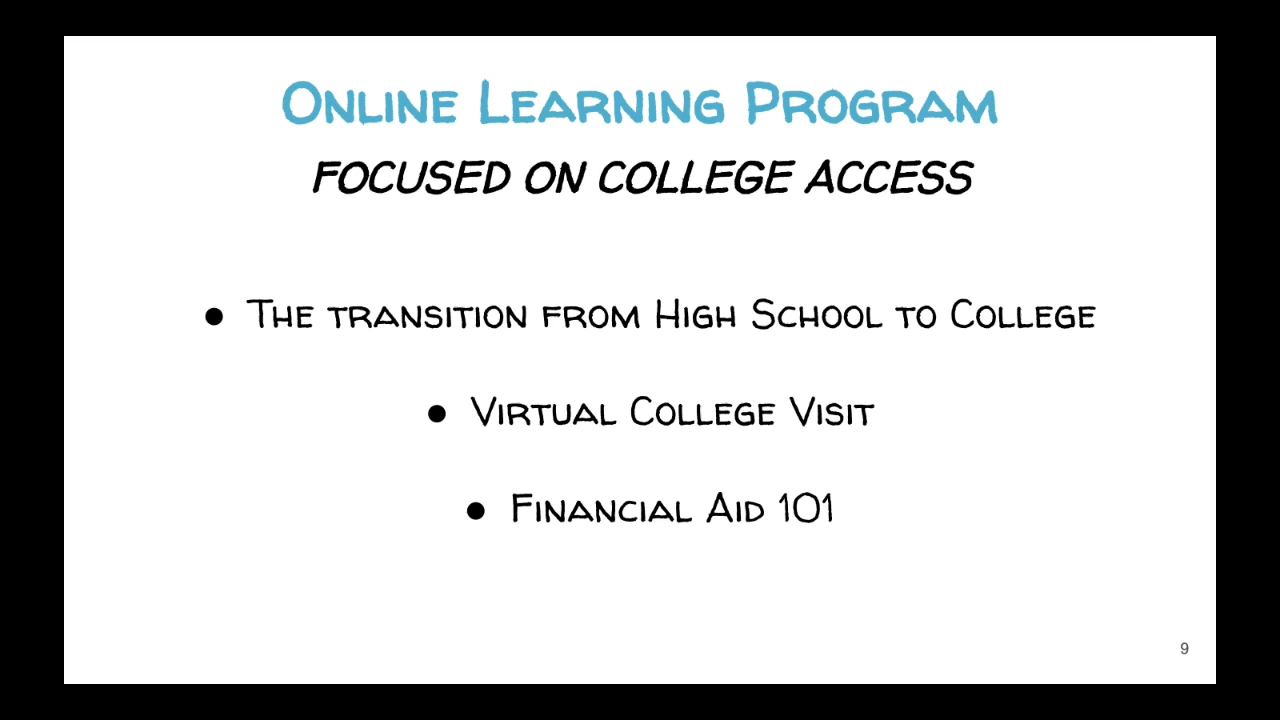 Online Learning Program
FOCUSED ON COLLEGE ACCESS
● The transition from High School to College
● Virtual College Visit
● Financial Aid 101
9